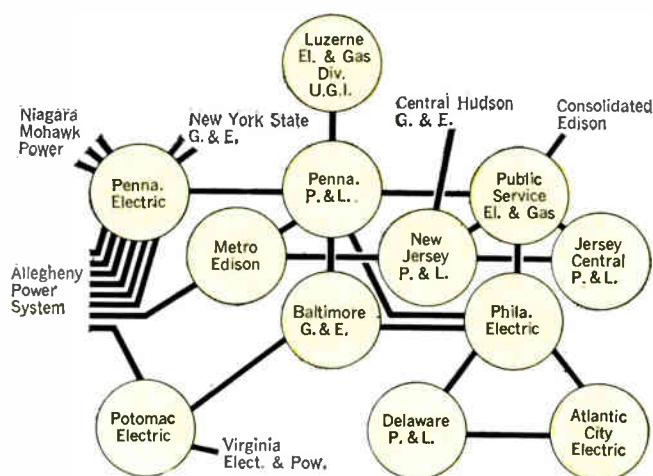 Luzerne
El. & Gas
Div.
U.G.I.
Niagara
Mohawk
Power
New York State
G. & E.
Central Hudson
G. & E.
Consolidated
Edison
Penna.
Electric
Penna.
P. & L.
Public
Service
El. & Gas
Metro
Edison
New
Jersey
P. & L.
Jersey
Central
P. & L.
Allegheny
Power
System
Baltimore
G. & E.
Phila.
Electric
Potomac
Electric
Virginia
Elect. & Pow.
Delaware
P. & L.
Atlantic
City
Electric